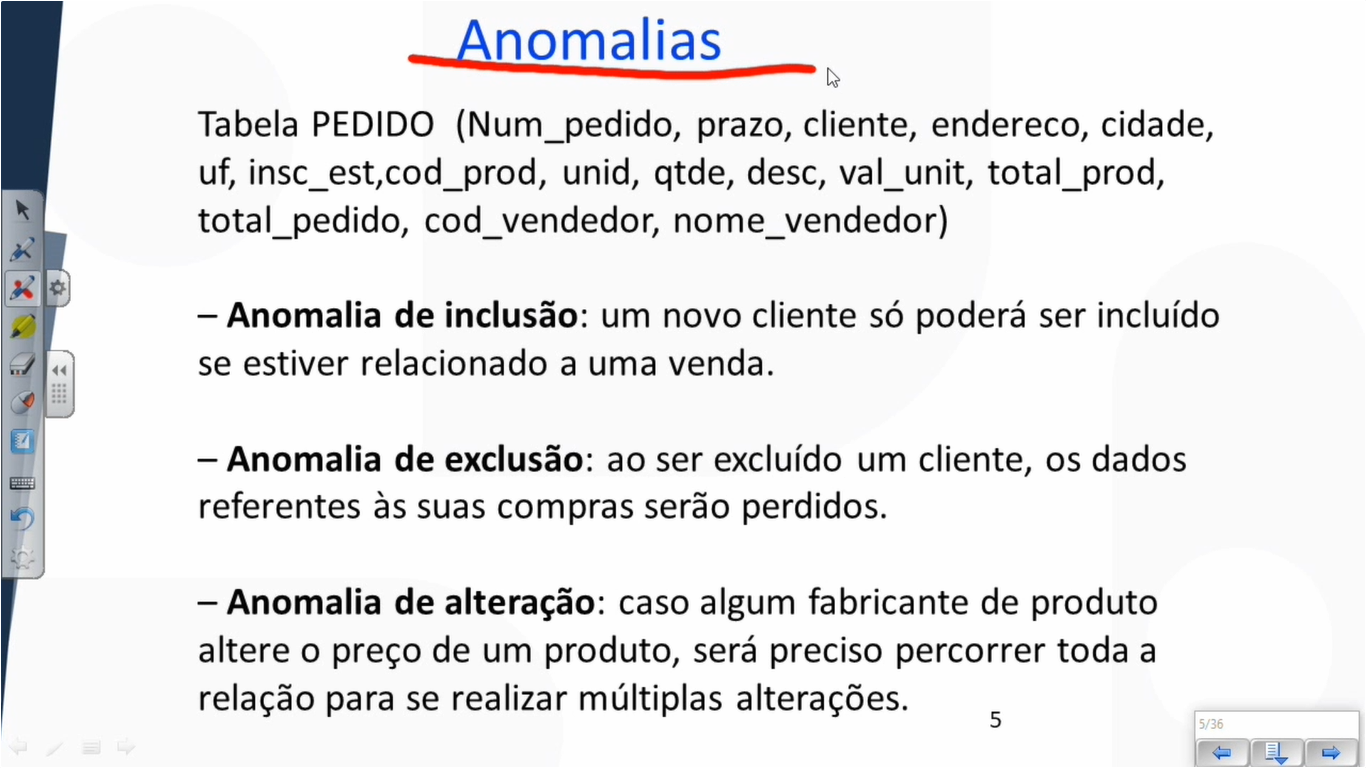 Anomalias
Tabela PEDIDO (Num_pedido, prazo, cliente, endereco, cidade,
uf, insc_est,cod_prod, unid, qtde, desc, val_unit, total_prod,
total_pedido, cod_vendedor, nome_vendedor)
– Anomalia de inclusão: um novo cliente só poderá ser incluído
se estiver relacionado a uma venda.
– Anomalia de exclusão: ao ser excluído um cliente, os dados
referentes às suas compras serão perdidos.
– Anomalia de alteração: caso algum fabricante de produto
altere o preço de um produto, será preciso percorrer toda a
relação para se realizar múltiplas alterações.
5
5/36